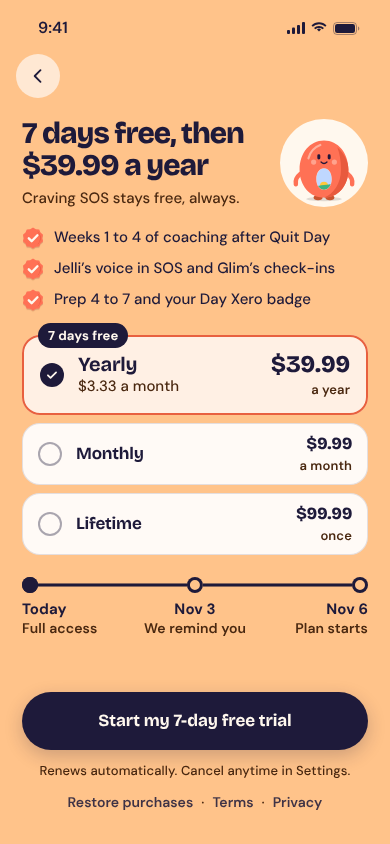 9:41
7 days free, then
$39.99 a year
Craving SOS stays free, always.
Weeks 1 to 4 of coaching after Quit Day
Jelli’s voice in SOS and Glim’s check-ins
Prep 4 to 7 and your Day Xero badge
7 days free
Yearly
$3.33 a month
$39.99
a year
Monthly
$9.99
a month
Lifetime
$99.99
once
Today
Full access
Nov 3
We remind you
Nov 6
Plan starts
Start my 7-day free trial
Renews automatically. Cancel anytime in Settings.
Restore purchases · Terms · Privacy